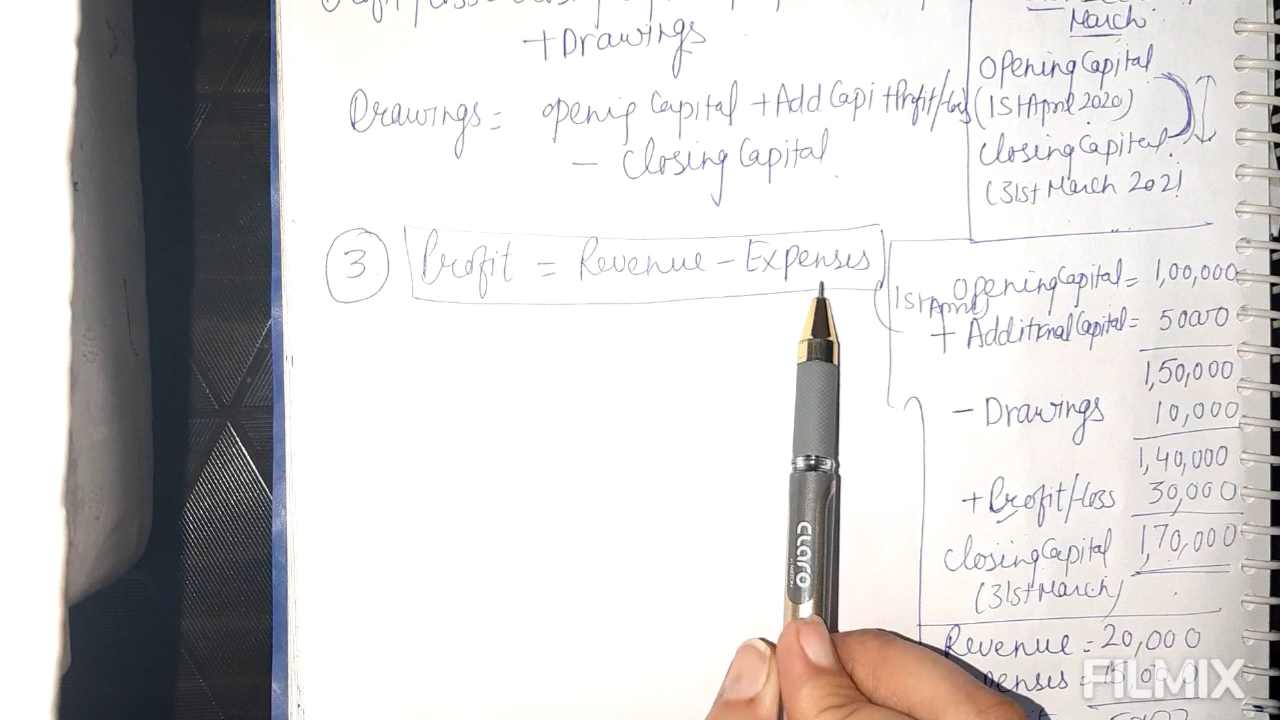 +Drawings
Drawings = openig Capital + Add Capi + Profit/loss
- Closing Capital
3 Profit = Revenue - Expenses
March
Opening Capital
(1st April 2020)
Closing Capital
(31st March 2021
Opening Capital = 1,00,000
1st April)
+ Additional Capital = 50000
1,50,000
- Drawings 10,000
1,40,000
+ Profit/loss 30,000
Closing Capital 1,70,000
(31st March)
Revenue = 20,000
CLARO
FILMIX